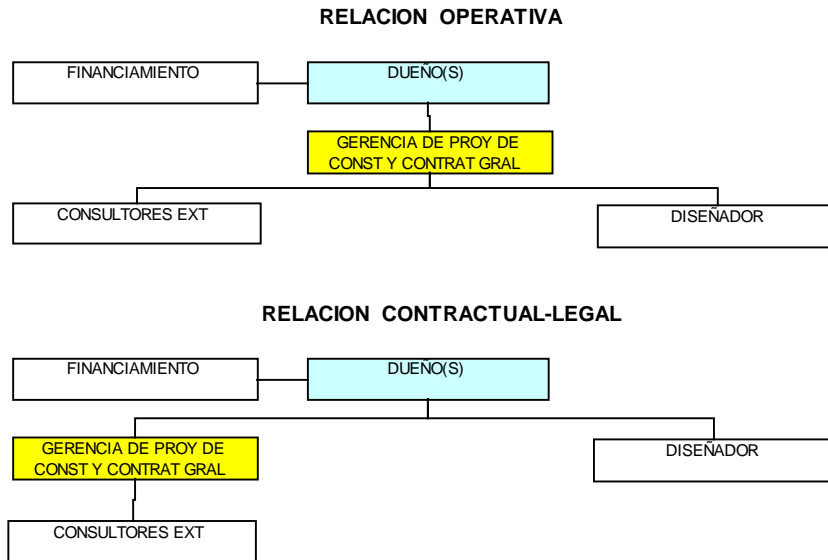 RELACION OPERATIVA
FINANCIAMIENTO
DUEÑO(S)
GERENCIA DE PROY DE
CONST Y CONTRAT GRAL
CONSULTORES EXT
DISEÑADOR
RELACION CONTRACTUAL-LEGAL
FINANCIAMIENTO
DUEÑO(S)
GERENCIA DE PROY DE
CONST Y CONTRAT GRAL
DISEÑADOR
CONSULTORES EXT